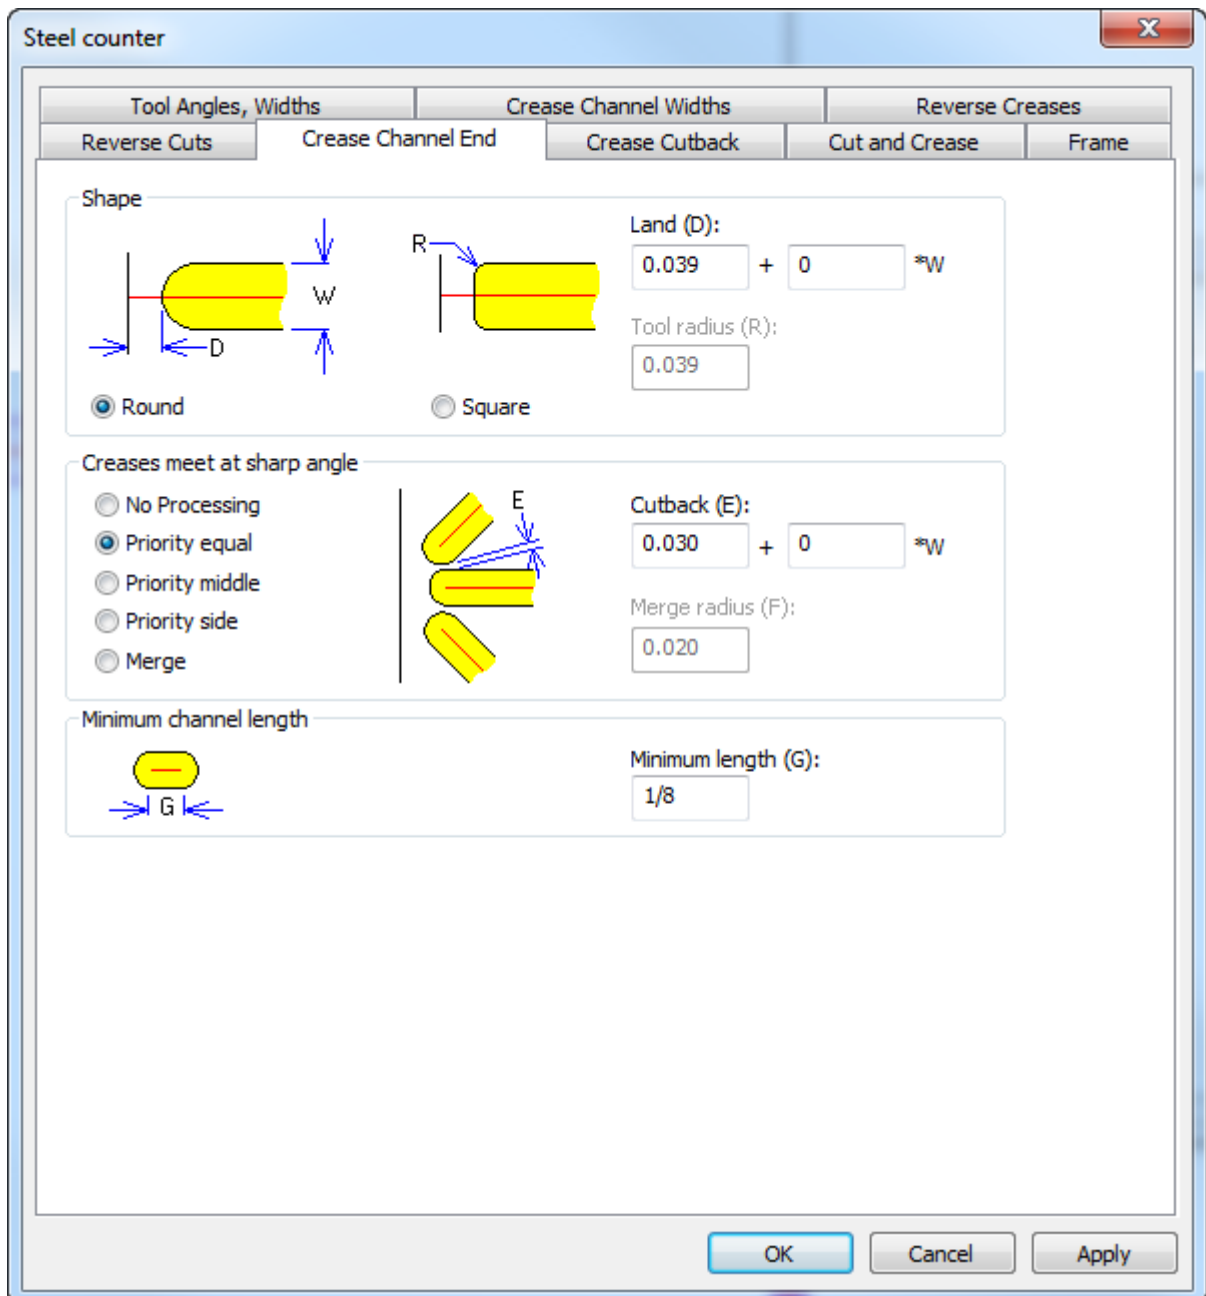 Steel counter
Tool Angles, Widths
Crease Channel Widths
Reverse Creases
Reverse Cuts
Crease Channel End
Crease Cutback
Cut and Crease
Frame
Shape
W
D
R
Round
Square
Land (D):
0.039 + 0 *W
Tool radius (R):
0.039
Creases meet at sharp angle
No Processing
Priority equal
Priority middle
Priority side
Merge
E
Cutback (E):
0.030 + 0 *W
Merge radius (F):
0.020
Minimum channel length
G
Minimum length (G):
1/8
OK
Cancel
Apply